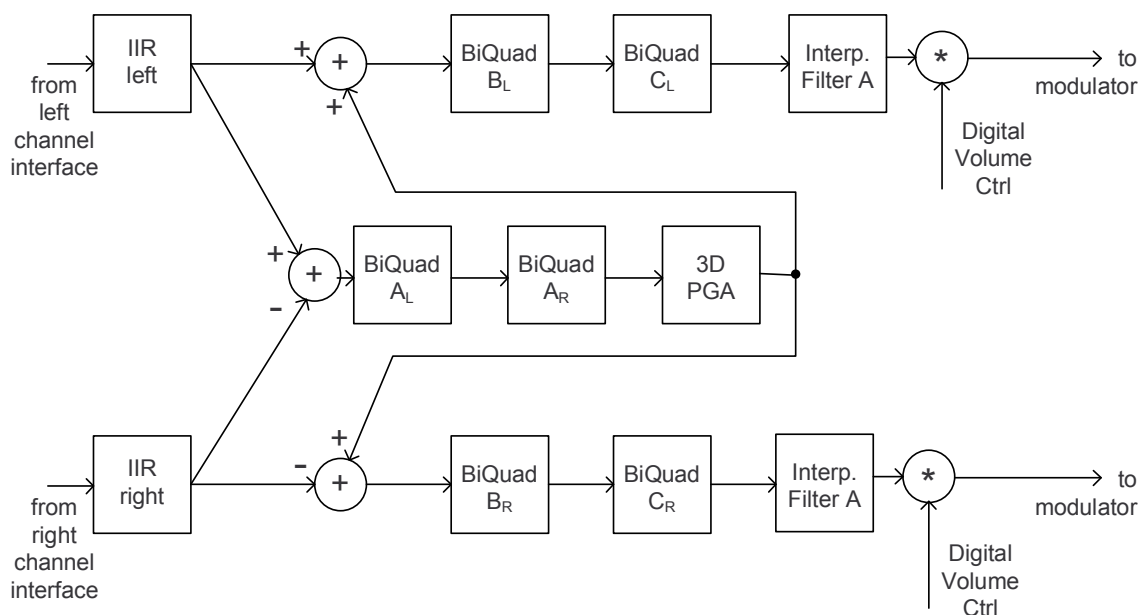 IIR
left
+
+
+
BiQuad
BL
BiQuad
CL
Interp.
Filter A
*
to
modulator
from
left
channel
interface
Digital
Volume
Ctrl
+
+
-
BiQuad
AL
BiQuad
AR
3D
PGA
IIR
right
+
-
+
BiQuad
BR
BiQuad
CR
Interp.
Filter A
*
to
modulator
from
right
channel
interface
Digital
Volume
Ctrl